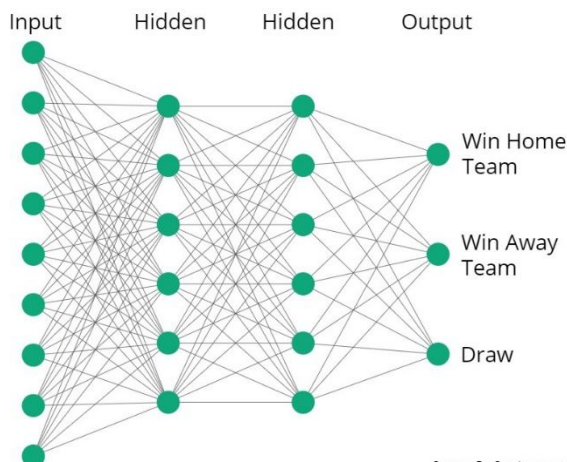 Input
Hidden
Hidden
Output
Win Home
Team
Win Away
Team
Draw